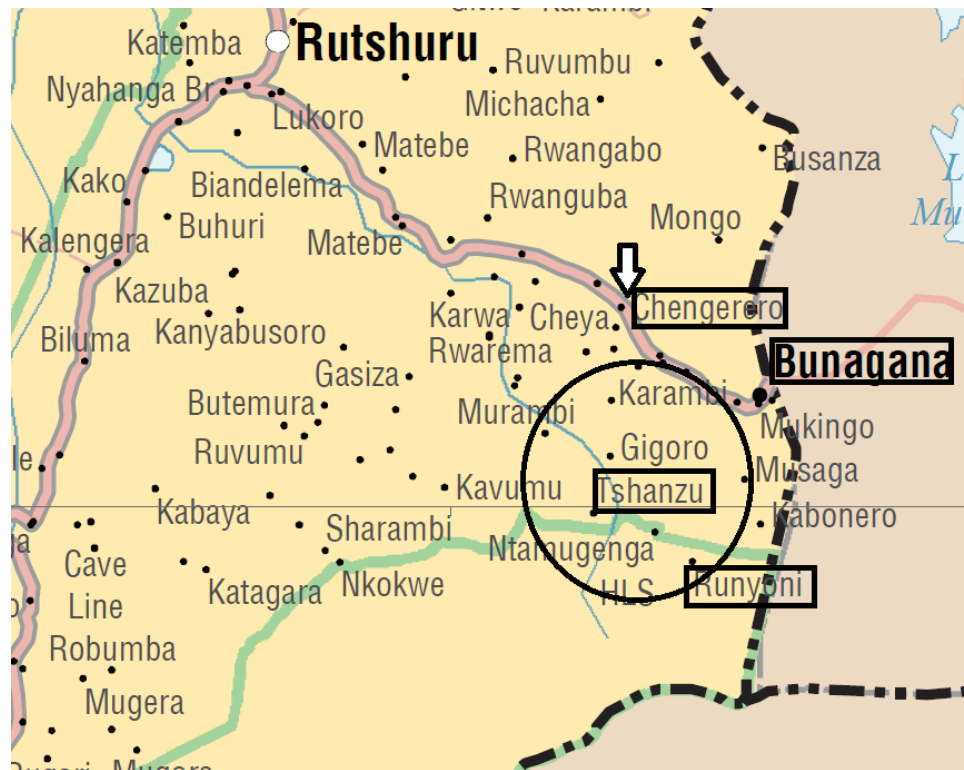 Katemba
Rutshuru
Ruvumbu
Nyahanga Br
Michacha
Lukoro
Matebe
Rwangabo
Busanza
Kako
Biandelema
Rwanguba
Buhuri
Mongo
Kalengera
Matebe
Kazuba
Chengerero
Karwa
Cheya
Kanyabusoro
Biluma
Rwarema
Bunagana
Gasiza
Karambi
Butemura
Murambi
Mukingo
Ruvumu
Gigoro
Musaga
Kavumu
Tshanzu
Kabaya
Kabonero
Sharambi
Ntamugenga
Cave
Line
Katagara
Nkokwe
HLS
Runyoni
Robumba
Mugera